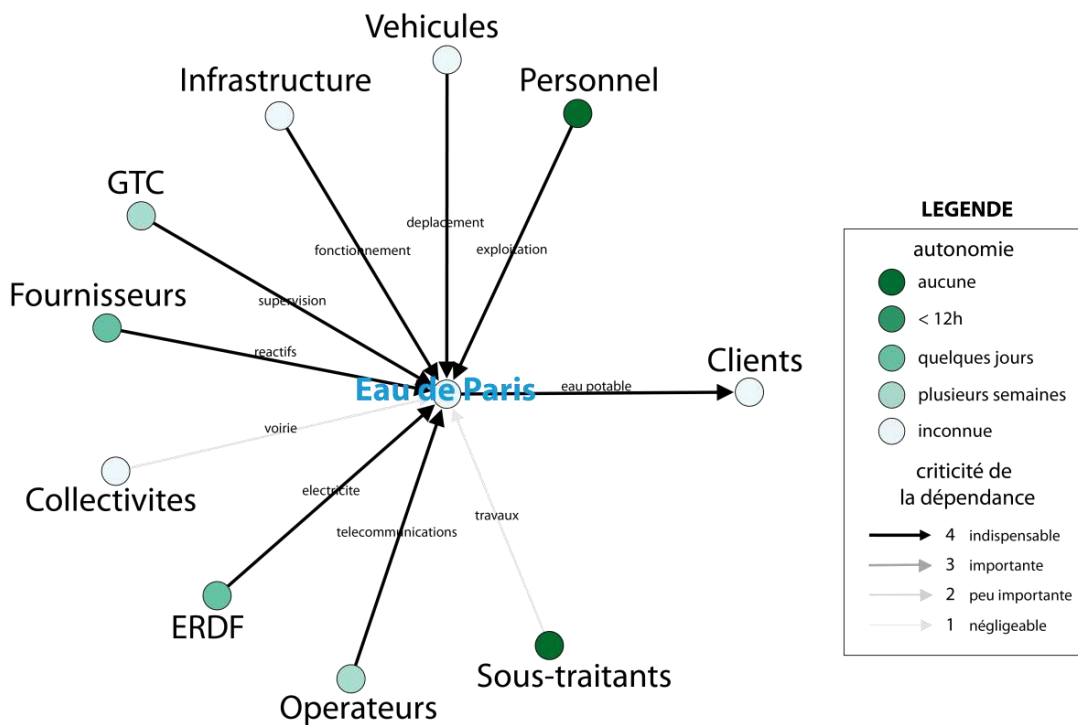 Vehicules
Infrastructure
Personnel
GTC
Fournisseurs
deplacement
fonctionnement
exploitation
supervision
reactifs
Eau de Paris
eau potable
Clients
voirie
Collectivites
electricite
telecommunications
travaux
ERDF
Operateurs
Sous-traitants
LEGENDE
autonomie
aucune
< 12h
quelques jours
plusieurs semaines
inconnue
criticité de
la dépendance
4 indispensable
3 importante
2 peu importante
1 négligeable